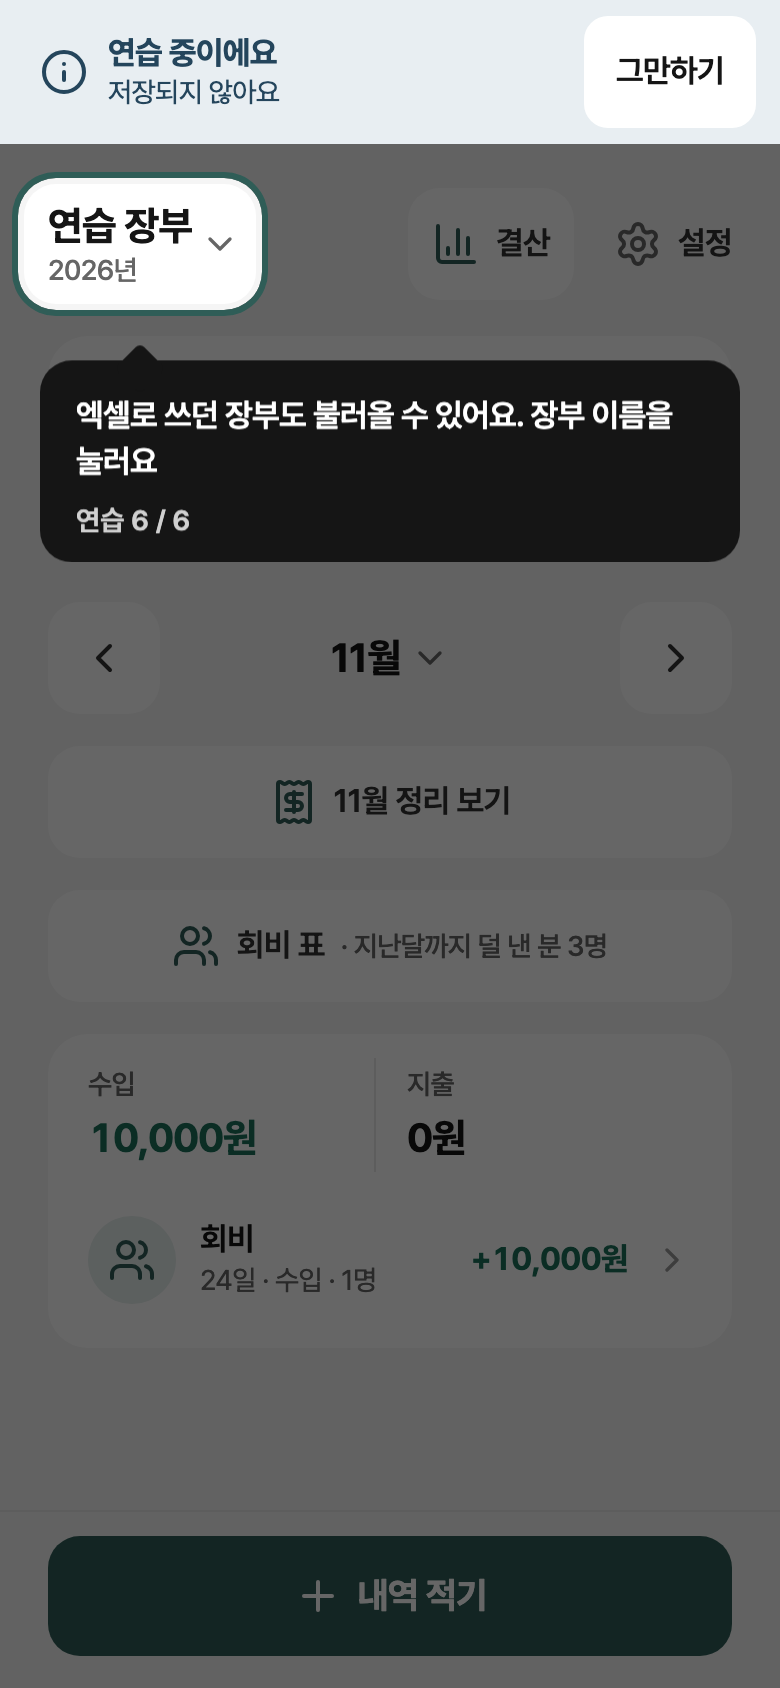 연습 중이에요
저장되지 않아요
그만하기
연습 장부
2026년
결산
설정
엑셀로 쓰던 장부도 불러올 수 있어요. 장부 이름을
눌러요
연습 6 / 6
11월
11월 정리 보기
회비 표 · 지난달까지 덜 낸 분 3명
수입
10,000원
지출
0원
회비
24일 · 수입 · 1명
+10,000원
내역 적기